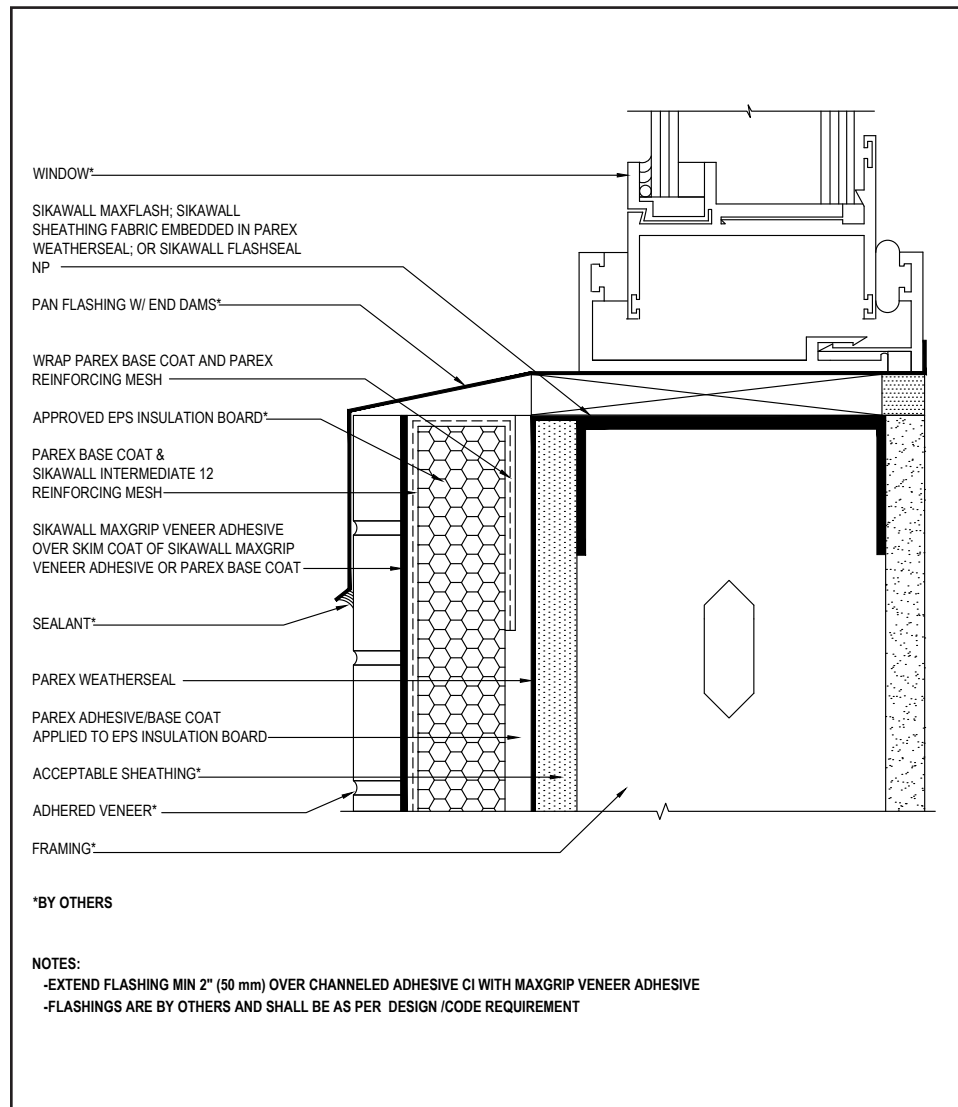 WINDOW*
SIKAWALL MAXFLASH; SIKAWALL
SHEATHING FABRIC EMBEDDED IN PAREX
WEATHERSEAL; OR SIKAWALL FLASHSEAL
NP
PAN FLASHING W/ END DAMS*
WRAP PAREX BASE COAT AND PAREX
REINFORCING MESH
APPROVED EPS INSULATION BOARD*
PAREX BASE COAT &
SIKAWALL INTERMEDIATE 12
REINFORCING MESH
SIKAWALL MAXGRIP VENEER ADHESIVE
OVER SKIM COAT OF SIKAWALL MAXGRIP
VENEER ADHESIVE OR PAREX BASE COAT
SEALANT*
PAREX WEATHERSEAL
PAREX ADHESIVE/BASE COAT
APPLIED TO EPS INSULATION BOARD
ACCEPTABLE SHEATHING*
ADHERED VENEER*
FRAMING*
*BY OTHERS
NOTES:
-EXTEND FLASHING MIN 2" (50 mm) OVER CHANNELED ADHESIVE CI WITH MAXGRIP VENEER ADHESIVE
-FLASHINGS ARE BY OTHERS AND SHALL BE AS PER DESIGN /CODE REQUIREMENT